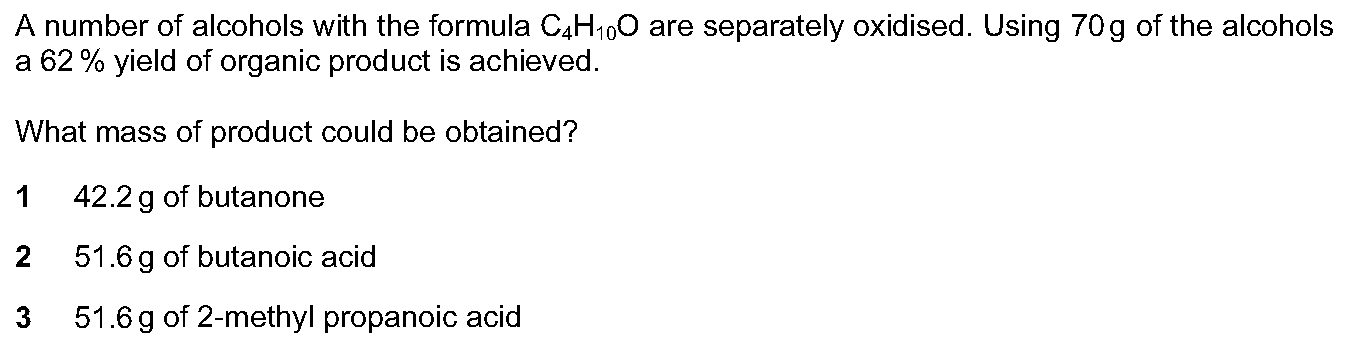 A number of alcohols with the formula C₄H₁₀O are separately oxidised. Using 70 g of the alcohols
a 62 % yield of organic product is achieved.
What mass of product could be obtained?
1 42.2 g of butanone
2 51.6 g of butanoic acid
3 51.6 g of 2-methyl propanoic acid